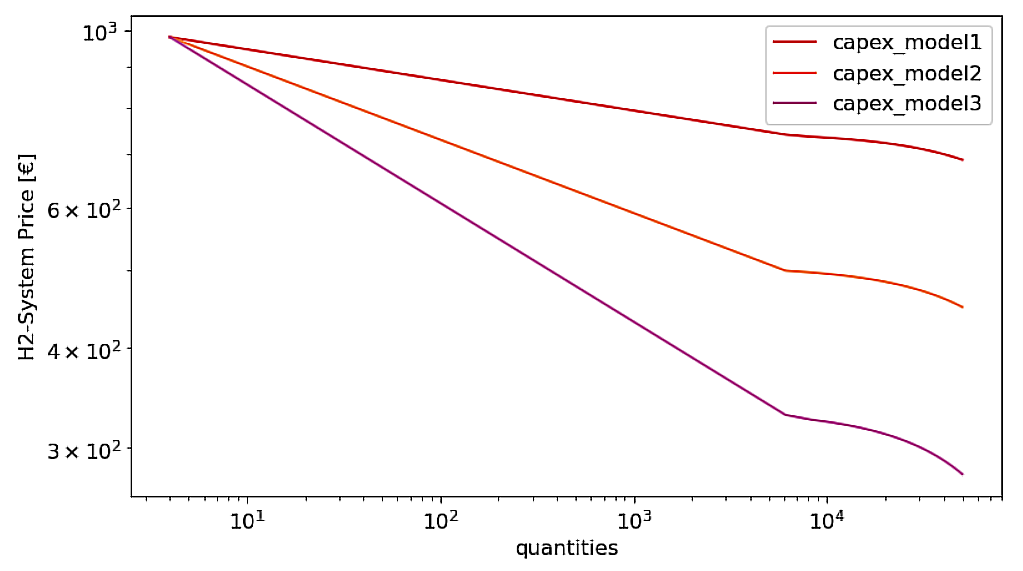 capex_model1
capex_model2
capex_model3
H2-System Price [€]
10³
6 × 10²
4 × 10²
3 × 10²
10¹ 10² 10³ 10⁴
quantities